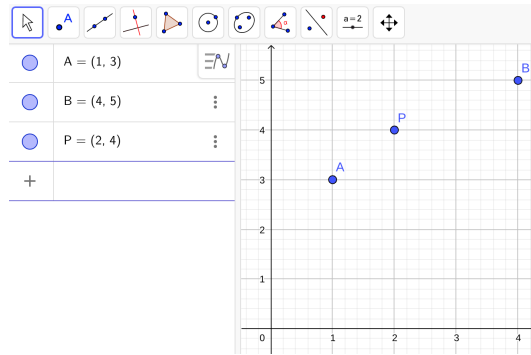 A
a = 2
A = (1, 3)
B = (4, 5)
P = (2, 4)
B
P
A
5
4
3
2
1
0
1
2
3
4